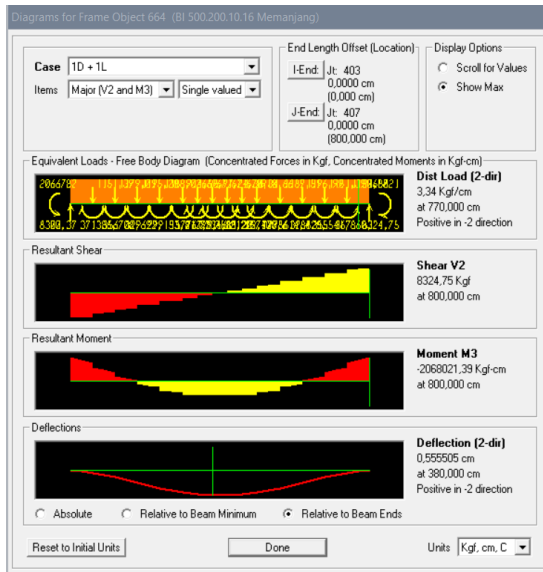 Diagrams for Frame Object 664 (BI 500.200.10.16 Memanjang)
Case 1D + 1L
Items Major (V2 and M3) Single valued
End Length Offset (Location)
I-End: Jt: 403
0,0000 cm
(0,000 cm)
J-End: Jt: 407
0,0000 cm
(800,000 cm)
Display Options
Scroll for Values
Show Max
Equivalent Loads - Free Body Diagram (Concentrated Forces in Kgf, Concentrated Moments in Kgf-cm)
Dist Load (2-dir)
3,34 Kgf/cm
at 770,000 cm
Positive in -2 direction
Resultant Shear
Shear V2
8324,75 Kgf
at 800,000 cm
Resultant Moment
Moment M3
-2068021,39 Kgf-cm
at 800,000 cm
Deflections
Deflection (2-dir)
0,555505 cm
at 380,000 cm
Positive in -2 direction
Absolute Relative to Beam Minimum Relative to Beam Ends
Reset to Initial Units Done Units Kgf, cm, C